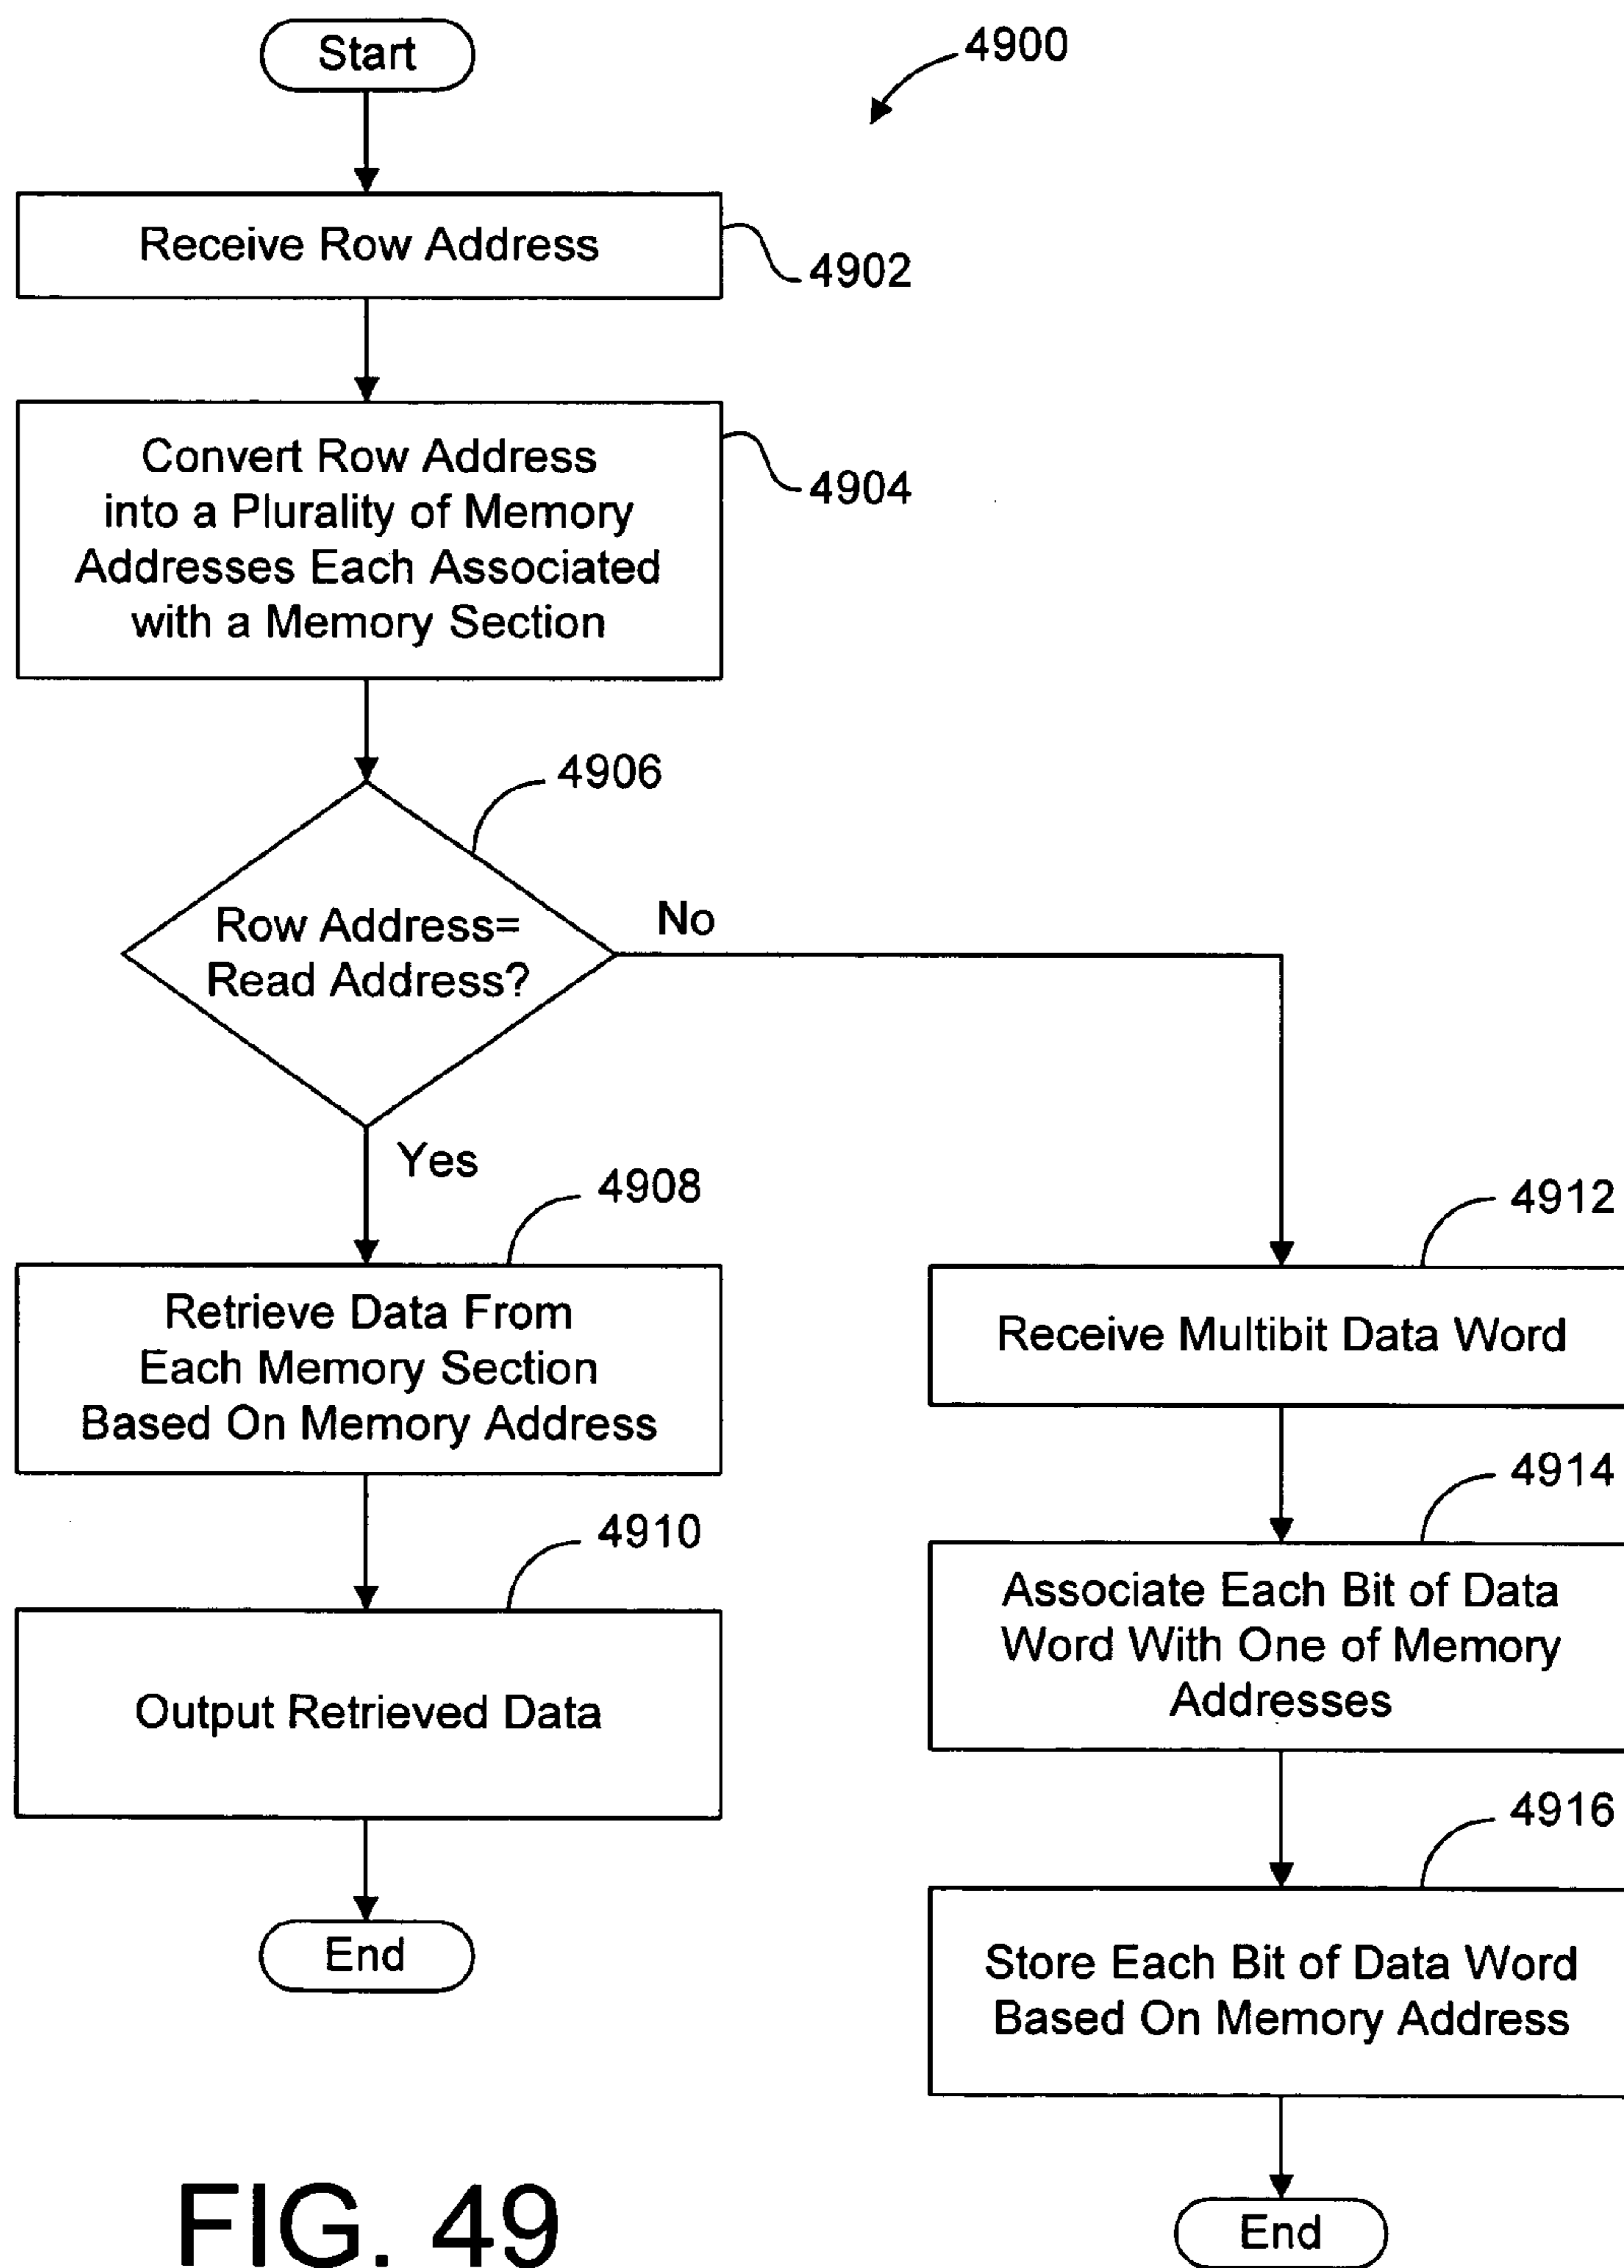 Start
4900
Receive Row Address
4902
Convert Row Address
into a Plurality of Memory
Addresses Each Associated
with a Memory Section
4904
4906
Row Address=
Read Address?
No
Yes
4908
Retrieve Data From
Each Memory Section
Based On Memory Address
4910
Output Retrieved Data
End
4912
Receive Multibit Data Word
4914
Associate Each Bit of Data
Word With One of Memory
Addresses
4916
Store Each Bit of Data Word
Based On Memory Address
End
FIG. 49